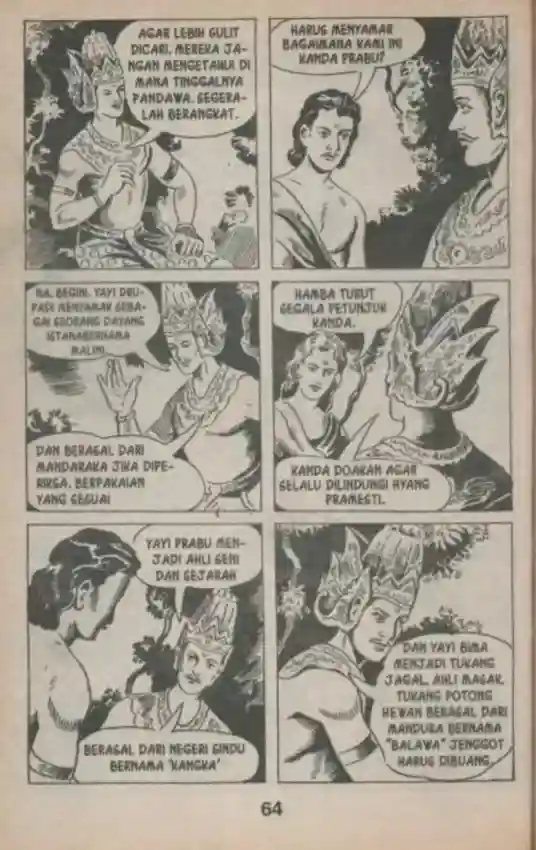 AGAR LEBIH SULIT
DICARI, MEREKA JA-
NGAN MENGETAHUI DI
MANA TINGGALNYA
PANDAWA. SEGERA-
LAH BERANGKAT.
HARUS MENYAMAR
BAGAIMANA KAMI INI
KANDA PRABU?
NA, BEGINI. YAYI DRU-
PADI MENYAMAR SEBA-
GAI SEORANG DAYANG
ISTANA BERNAMA
MALINI
DAN BERASAL DARI
MANDARAKA JIKA DIPE-
RIKSA. BERPAKAIAN
YANG SESUAI
HAMBA TURUT
SEGALA PETUNJUK
KANDA.
KANDA DOAKAN AGAR
SELALU DILINDUNGI HYANG
PRAMESTI.
YAYI PRABU MEN-
JADI AHLI SENI
DAN SEJARAH
BERASAL DARI NEGERI SINDU
BERNAMA "KANGKA"
DAN YAYI BIMA
MENJADI TUKANG
JAGAL, AHLI MASAK,
TUKANG POTONG
HEWAN BERASAL DARI
MANDURA BERNAMA
"BALAWA" JENGGOT
HARUS DIBUANG.
64